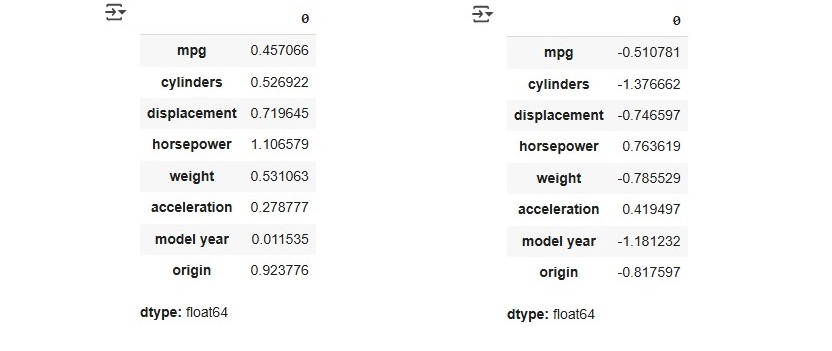 0
mpg 0.457066
cylinders 0.526922
displacement 0.719645
horsepower 1.106579
weight 0.531063
acceleration 0.278777
model year 0.011535
origin 0.923776
dtype: float64
0
mpg -0.510781
cylinders -1.376662
displacement -0.746597
horsepower 0.763619
weight -0.785529
acceleration 0.419497
model year -1.181232
origin -0.817597
dtype: float64